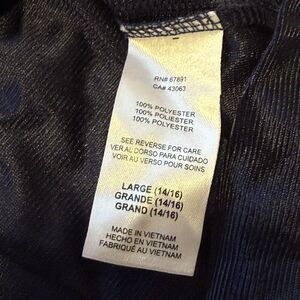 RN# 67891
CA# 43063
100% POLYESTER
100% POLIESTER
100% POLYESTER
SEE REVERSE FOR CARE
VER AL DORSO PARA CUIDADO
VOIR AU VERSO POUR SOINS
LARGE (14/16)
GRANDE (14/16)
GRAND (14/16)
MADE IN VIETNAM
HECHO EN VIETNAM
FABRIQUÉ AU VIETNAM